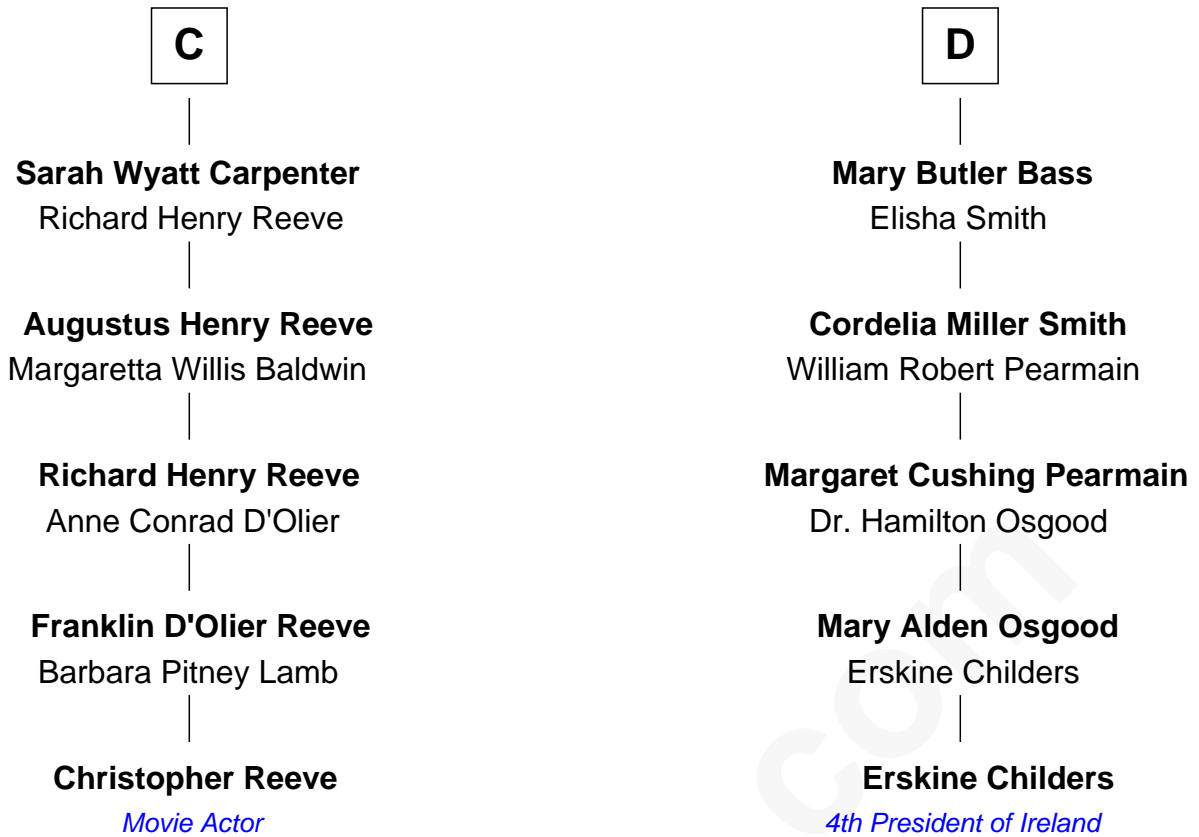 C
Sarah Wyatt Carpenter
Richard Henry Reeve
Augustus Henry Reeve
Margaretta Willis Baldwin
Richard Henry Reeve
Anne Conrad D'Olier
Franklin D'Olier Reeve
Barbara Pitney Lamb
Christopher Reeve
Movie Actor
D
Mary Butler Bass
Elisha Smith
Cordelia Miller Smith
William Robert Pearmain
Margaret Cushing Pearmain
Dr. Hamilton Osgood
Mary Alden Osgood
Erskine Childers
Erskine Childers
4th President of Ireland
com